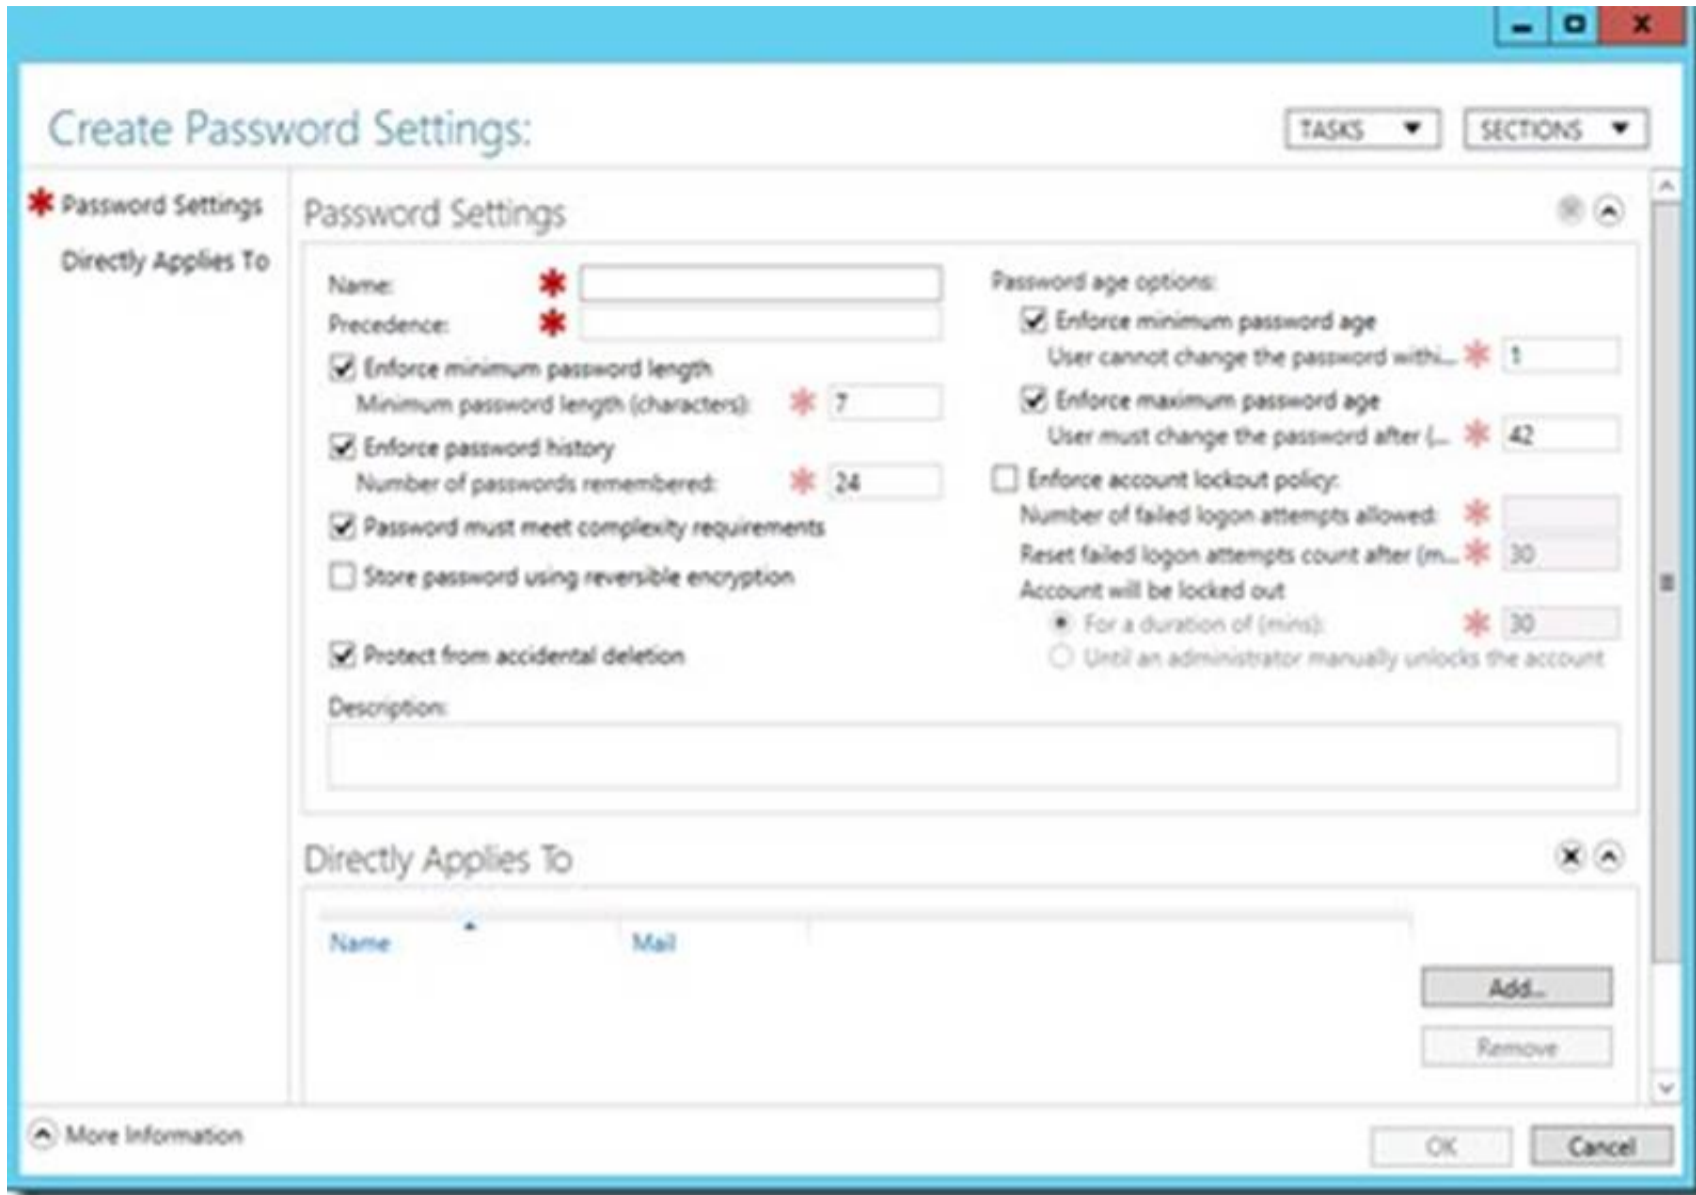 Create Password Settings:
TASKS
SECTIONS
Password Settings
Directly Applies To
Password Settings
Name:
Precedence:
Enforce minimum password length
Minimum password length (characters): 7
Enforce password history
Number of passwords remembered: 24
Password must meet complexity requirements
Store password using reversible encryption
Protect from accidental deletion
Password age options:
Enforce minimum password age
User cannot change the password withi... 1
Enforce maximum password age
User must change the password after (... 42
Enforce account lockout policy:
Number of failed logon attempts allowed:
Reset failed logon attempts count after (m... 30
Account will be locked out
For a duration of (mins): 30
Until an administrator manually unlocks the account
Description:
Directly Applies To
Name Mail
Add...
Remove
More Information
OK
Cancel